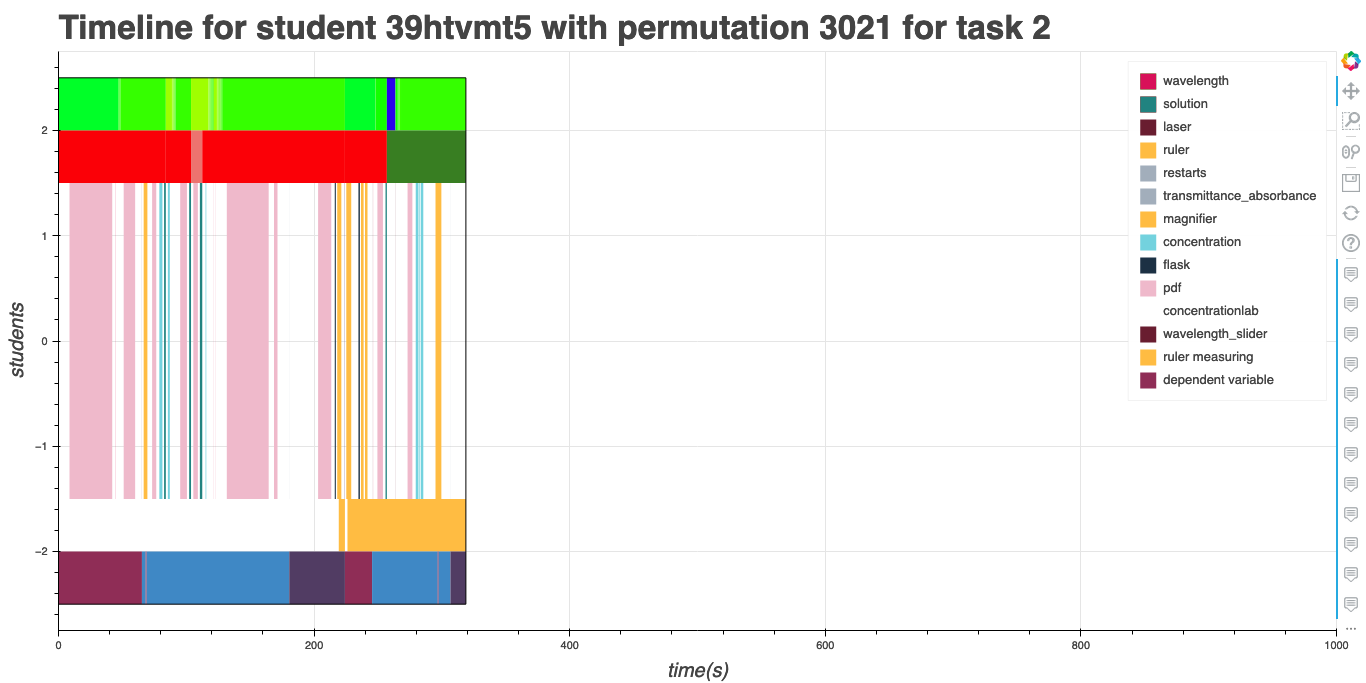 Timeline for student 39htvmt5 with permutation 3021 for task 2
wavelength
solution
laser
ruler
restarts
transmittance_absorbance
magnifier
concentration
flask
pdf
concentrationlab
wavelength_slider
ruler measuring
dependent variable
students
2
1
0
−1
−2
0
200
400
600
800
1000
time(s)